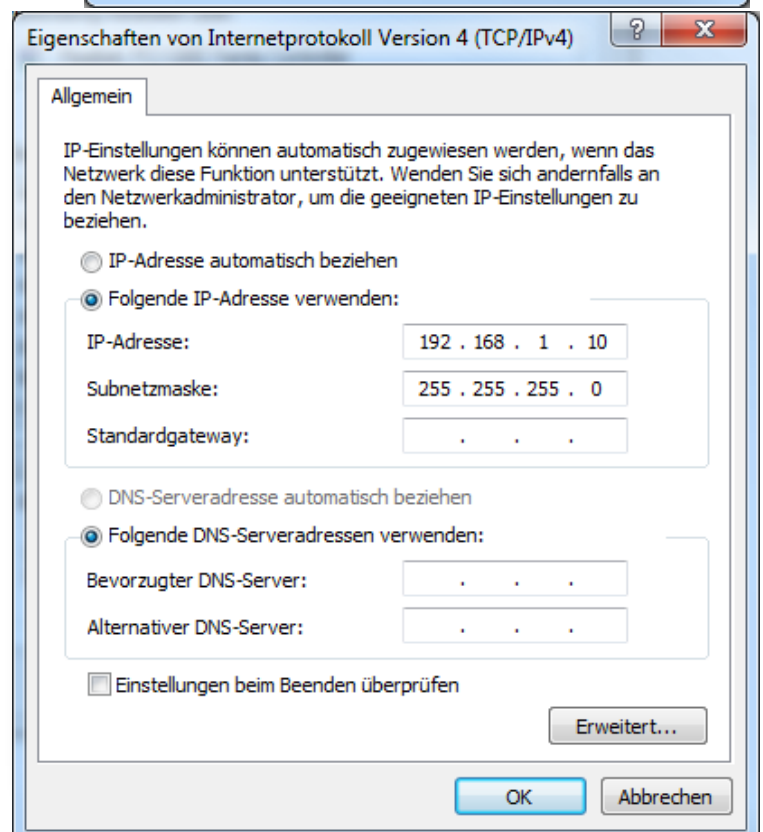 Eigenschaften von Internetprotokoll Version 4 (TCP/IPv4)
Allgemein
IP-Einstellungen können automatisch zugewiesen werden, wenn das
Netzwerk diese Funktion unterstützt. Wenden Sie sich andernfalls an
den Netzwerkadministrator, um die geeigneten IP-Einstellungen zu
beziehen.
IP-Adresse automatisch beziehen
Folgende IP-Adresse verwenden:
IP-Adresse: 192 . 168 . 1 . 10
Subnetzmaske: 255 . 255 . 255 . 0
Standardgateway: . . .
DNS-Serveradresse automatisch beziehen
Folgende DNS-Serveradressen verwenden:
Bevorzugter DNS-Server: . . .
Alternativer DNS-Server: . . .
Einstellungen beim Beenden überprüfen
Erweitert...
OK Abbrechen